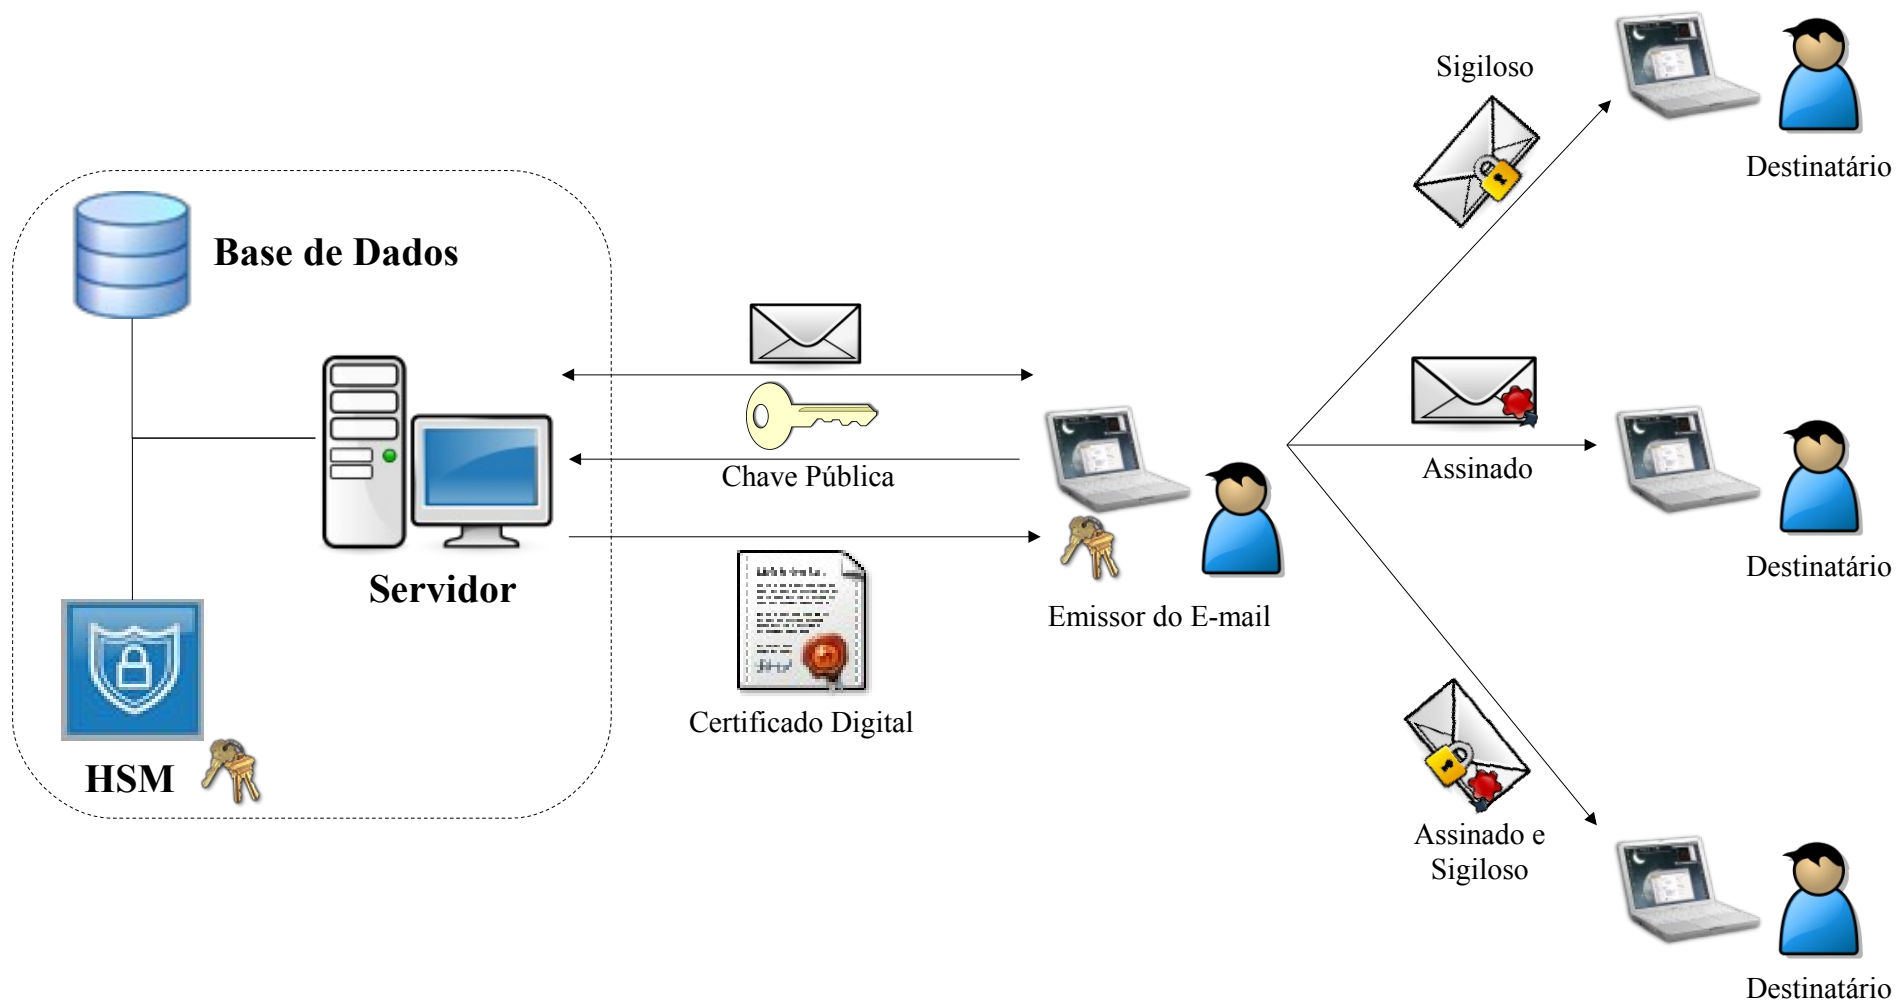 Sigiloso
Destinatário
Base de Dados
Chave Pública
Assinado
Servidor
Destinatário
Emissor do E-mail
HSM
Certificado Digital
Assinado e
Sigiloso
Destinatário